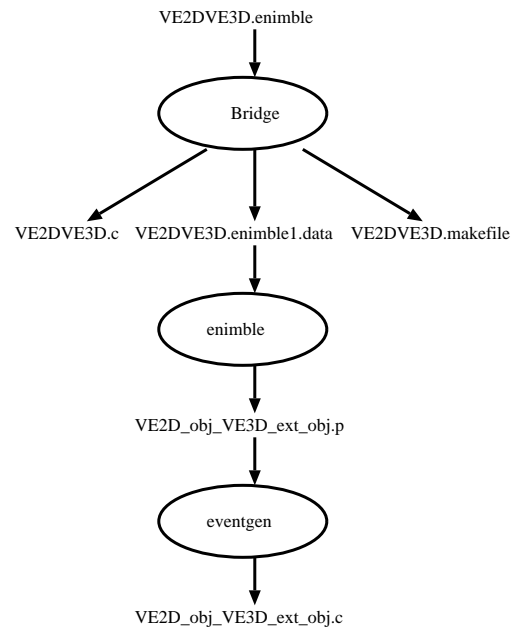 VE2DVE3D.enimble
Bridge
VE2DVE3D.c VE2DVE3D.enimble1.data VE2DVE3D.makefile
enimble
VE2D_obj_VE3D_ext_obj.p
eventgen
VE2D_obj_VE3D_ext_obj.c